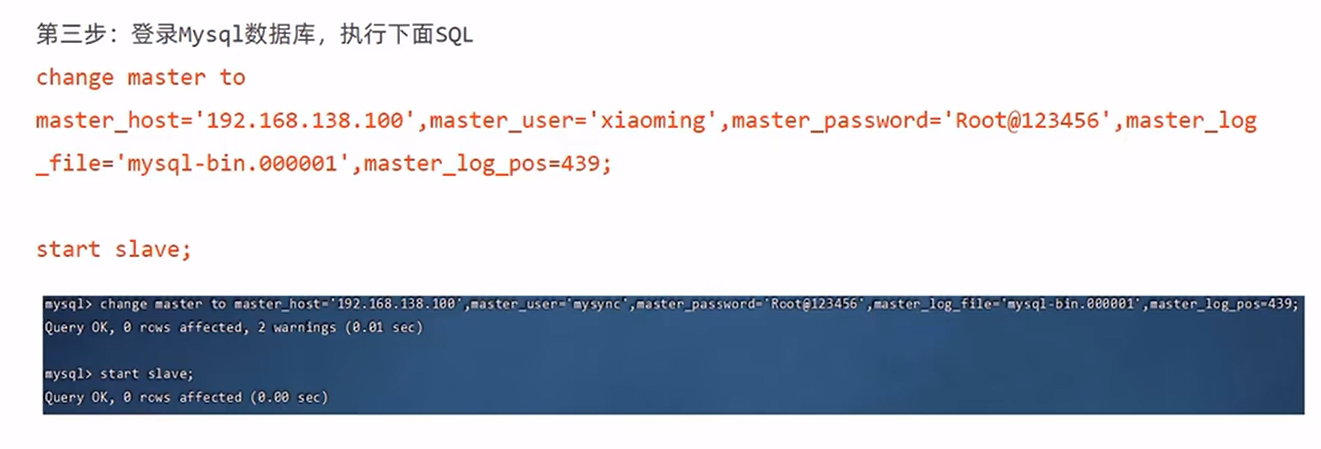 第三步：登录Mysql数据库，执行下面SQL
change master to
master_host='192.168.138.100',master_user='xiaoming',master_password='Root@123456',master_log
_file='mysql-bin.000001',master_log_pos=439;
start slave;
mysql> change master to master_host='192.168.138.100',master_user='mysync',master_password='Root@123456',master_log_file='mysql-bin.000001',master_log_pos=439;
Query OK, 0 rows affected, 2 warnings (0.01 sec)
mysql> start slave;
Query OK, 0 rows affected (0.00 sec)